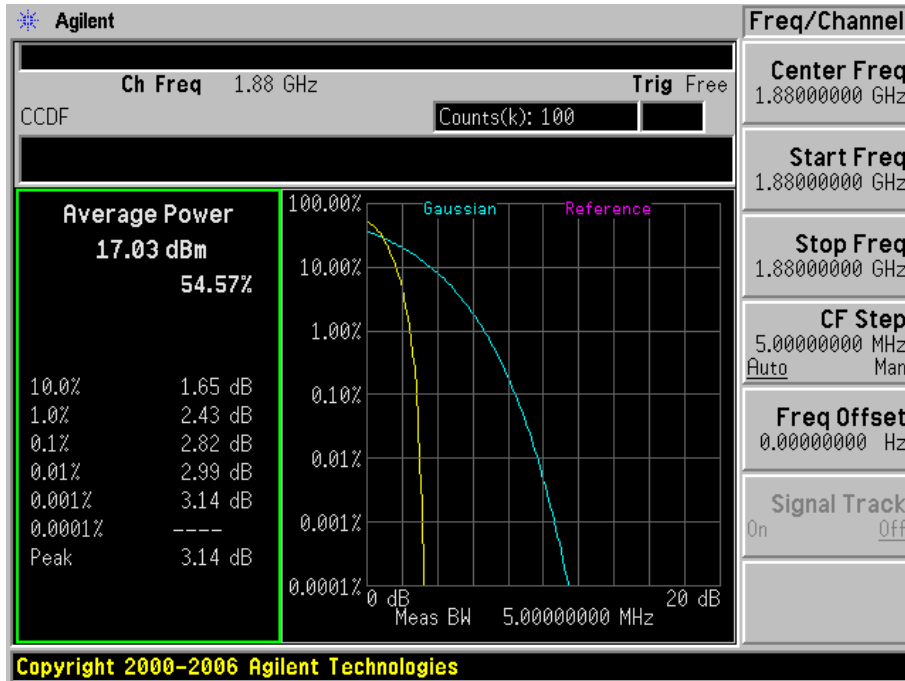 Agilent
Freq/Channel
Ch Freq 1.88 GHz Trig Free
CCDF Counts(k): 100
Average Power
17.03 dBm
54.57%
10.0% 1.65 dB
1.0% 2.43 dB
0.1% 2.82 dB
0.01% 2.99 dB
0.001% 3.14 dB
0.0001% ----
Peak 3.14 dB
Gaussian Reference
100.00%
10.00%
1.00%
0.10%
0.01%
0.001%
0.0001%
0 dB 20 dB
Meas BW 5.00000000 MHz
Center Freq
1.88000000 GHz
Start Freq
1.88000000 GHz
Stop Freq
1.88000000 GHz
CF Step
5.00000000 MHz
Auto Man
Freq Offset
0.00000000 Hz
Signal Track
On Off
Copyright 2000-2006 Agilent Technologies